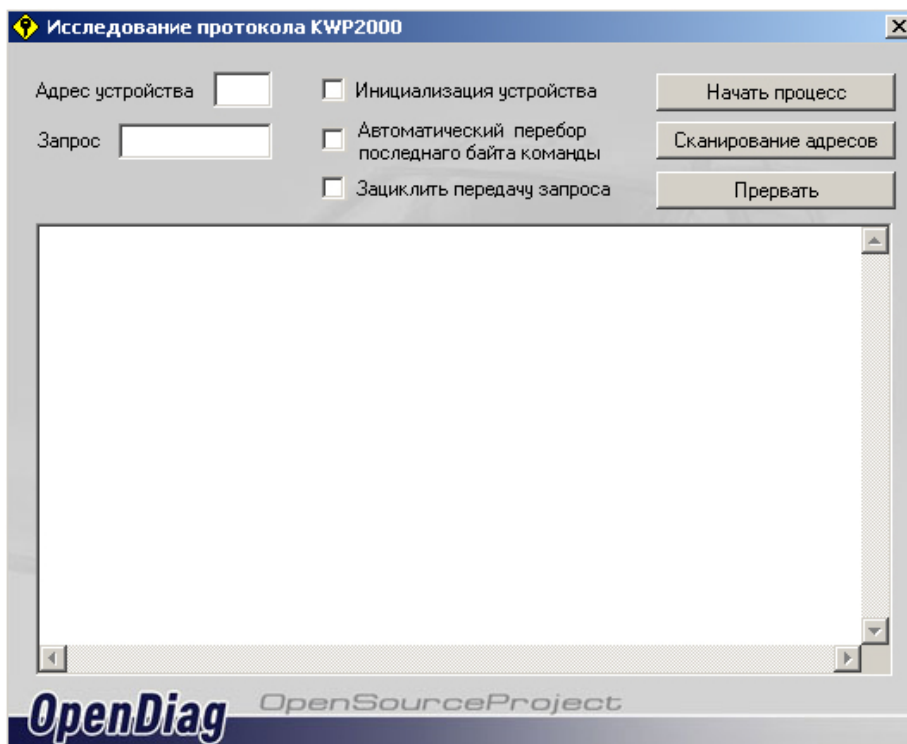 Исследование протокола KWP2000
Адрес устройства
Инициализация устройства
Начать процесс
Запрос
Автоматический перебор
последнаго байта команды
Сканирование адресов
Зациклить передачу запроса
Прервать
OpenDiag
OpenSourceProject